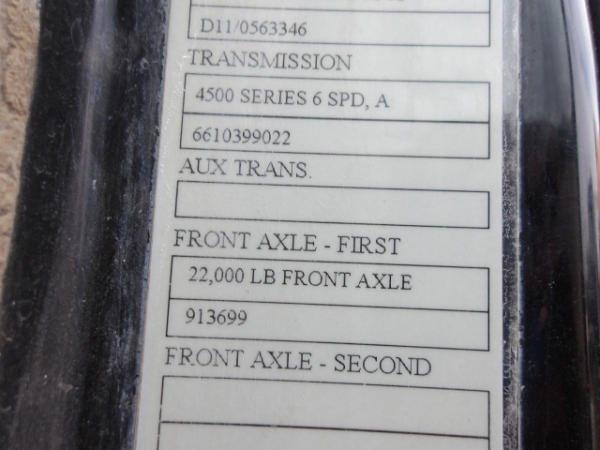 D11/0563346
TRANSMISSION
4500 SERIES 6 SPD, A
6610399022
AUX TRANS.
FRONT AXLE - FIRST
22,000 LB FRONT AXLE
913699
FRONT AXLE - SECOND